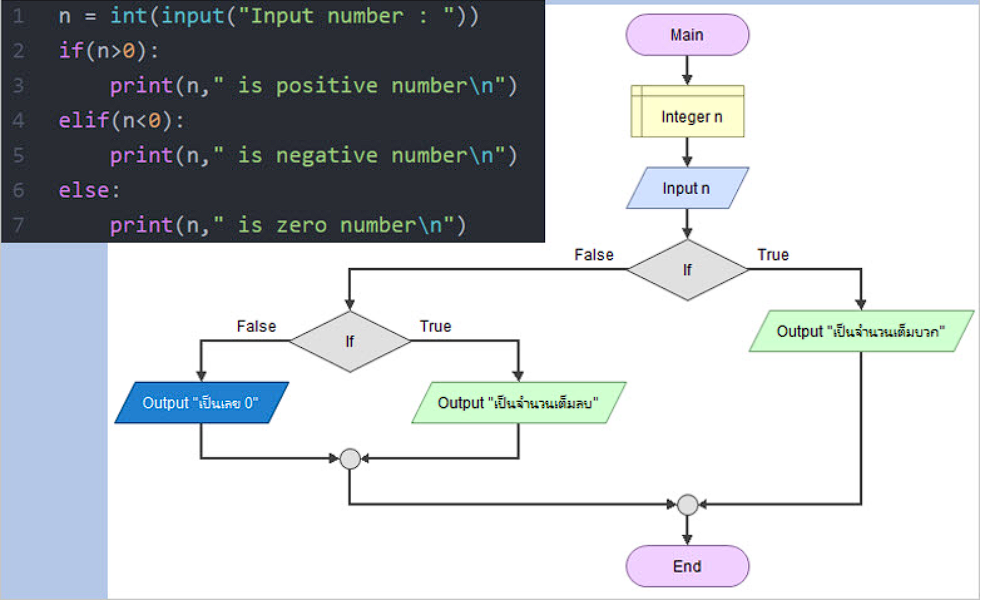 1 n = int(input("Input number : "))
2 if(n>0):
3 print(n," is positive number\n")
4 elif(n<0):
5 print(n," is negative number\n")
6 else:
7 print(n," is zero number\n")
Main
Integer n
Input n
False
If
True
Output "เป็นจำนวนเต็มบวก"
False
If
True
Output "เป็นเลข 0"
Output "เป็นจำนวนเต็มลบ"
End